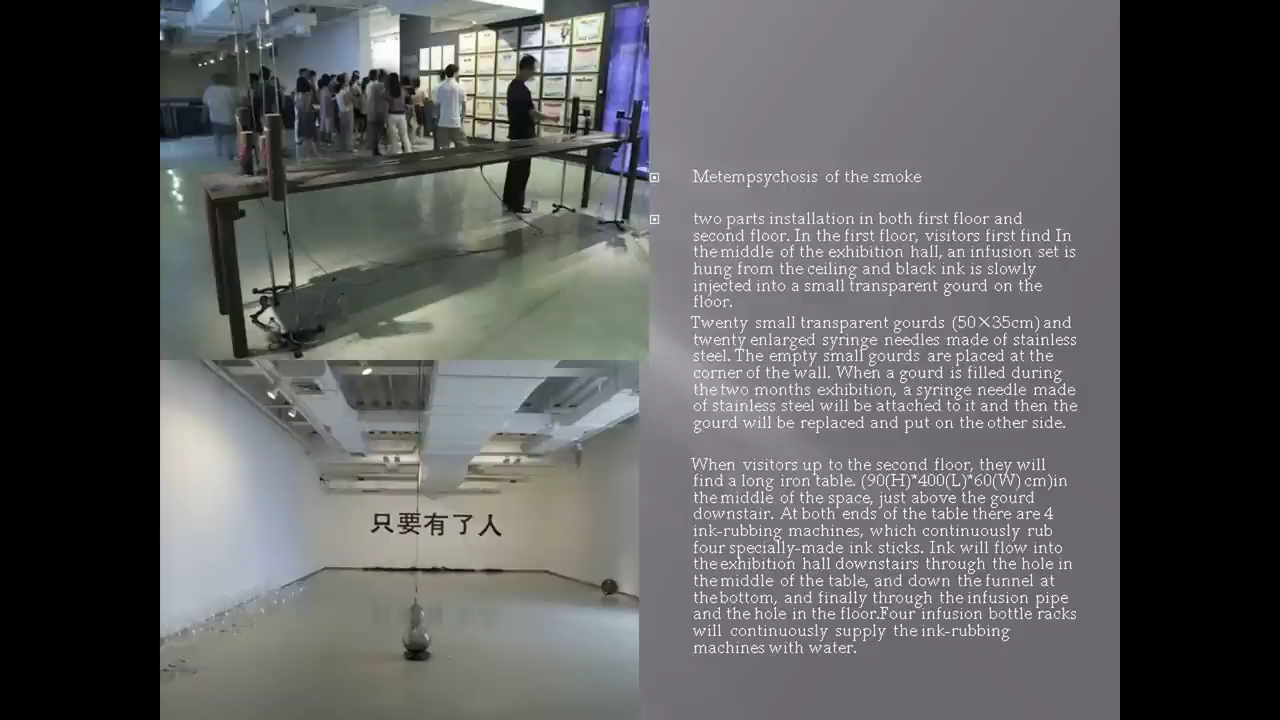 Metempsychosis of the smoke
two parts installation in both first floor and
second floor. In the first floor, visitors first find In
the middle of the exhibition hall, an infusion set is
hung from the ceiling and black ink is slowly
injected into a small transparent gourd on the
floor.
Twenty small transparent gourds (50×35cm) and
twenty enlarged syringe needles made of stainless
steel. The empty small gourds are placed at the
corner of the wall. When a gourd is filled during
the two months exhibition, a syringe needle made
of stainless steel will be attached to it and then the
gourd will be replaced and put on the other side.
When visitors up to the second floor, they will
find a long iron table. (90(H)*400(L)*60(W) cm)in
the middle of the space, just above the gourd
downstair. At both ends of the table there are 4
ink-rubbing machines, which continuously rub
four specially-made ink sticks. Ink will flow into
the exhibition hall downstairs through the hole in
the middle of the table, and down the funnel at
the bottom, and finally through the infusion pipe
and the hole in the floor.Four infusion bottle racks
will continuously supply the ink-rubbing
machines with water.
只要有了人